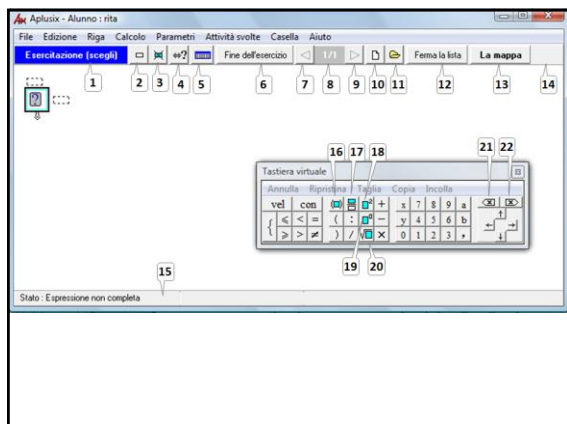 Aplusix - Alunno : rita
File Edizione Riga Calcolo Parametri Attività svolte Casella Aiuto
Esercitazione (scegli) ⇔? Fine dell'esercizio 1/1 Ferma la lista La mappa
1 2 3 4 5 6 7 8 9 10 11 12 13 14
?
16 17 18 21 22
Tastiera virtuale
Annulla Ripristina Taglia Copia Incolla
vel con (□) □² + x 7 8 9 a
{ ⩽ < = ( : □⁰ − y 4 5 6 b
⩾ > ≠ ) / √□ × 0 1 2 3 ,
19 20
15
Stato : Espressione non completa